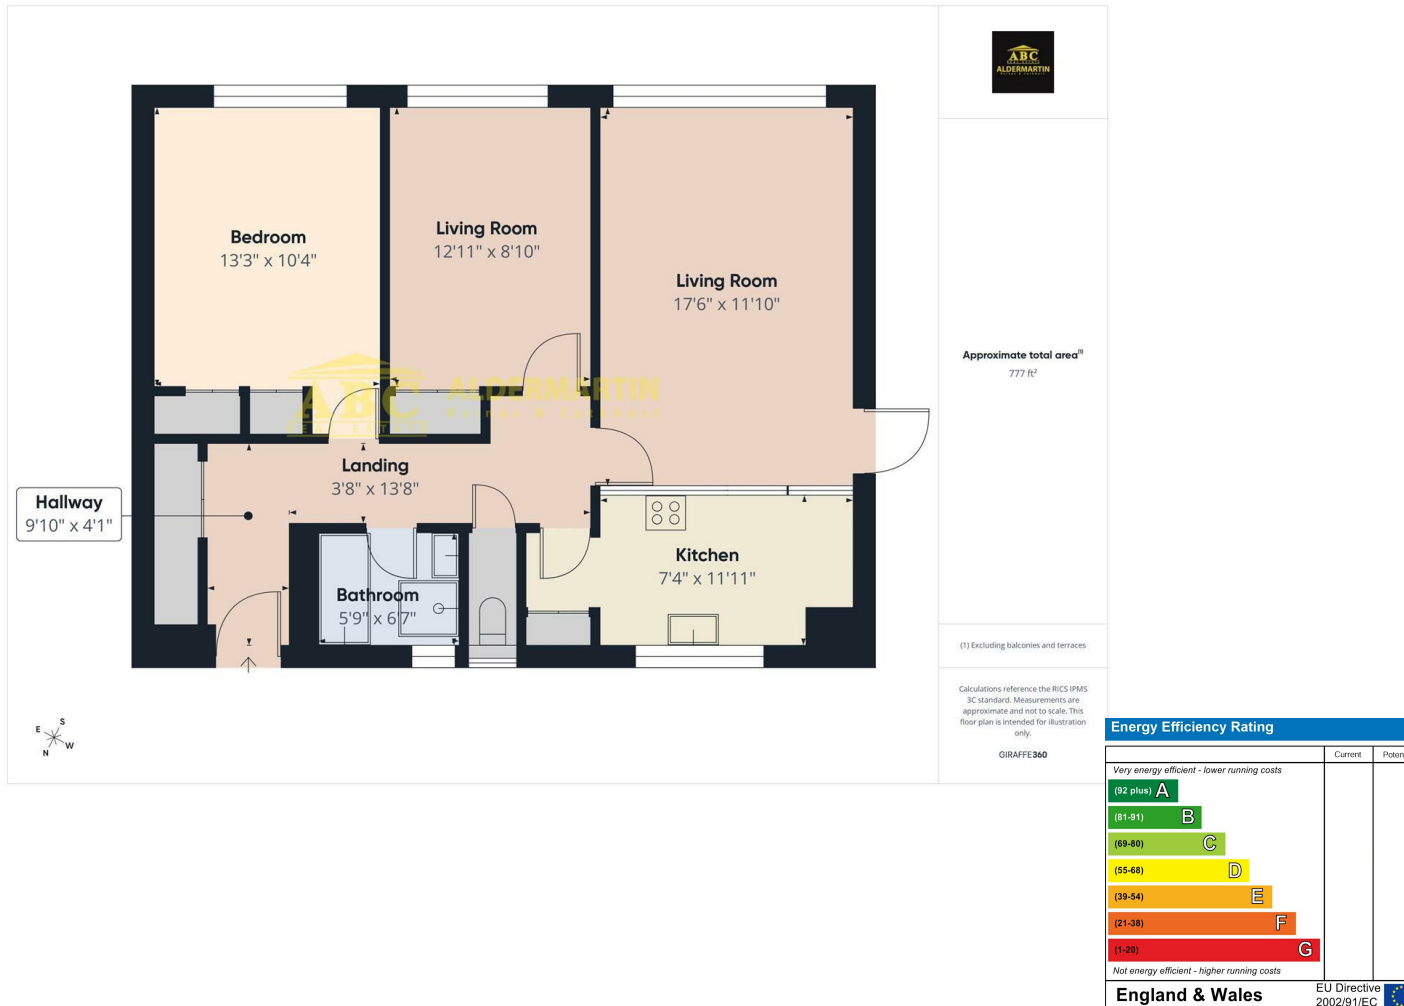 ABC
ALDERMARTIN
Bedroom
13'3" x 10'4"
Living Room
12'11" x 8'10"
Living Room
17'6" x 11'10"
Approximate total area(1)
777 ft²
ABC
REAL ESTATE
ALDERMARTIN
Landing
3'8" x 13'8"
Hallway
9'10" x 4'1"
Kitchen
7'4" x 11'11"
Bathroom
5'9" x 6'7"
(1) Excluding balconies and terraces
Calculations reference the RICS IPMS
3C standard. Measurements are
approximate and not to scale. This
floor plan is intended for illustration
only.
GIRAFFE360
E S
N W
Energy Efficiency Rating
Current Poten
Very energy efficient - lower running costs
(92 plus) A
(81-91) B
(69-80) C
(55-68) D
(39-54) E
(21-38) F
(1-20) G
Not energy efficient - higher running costs
England & Wales
EU Directive
2002/91/EC